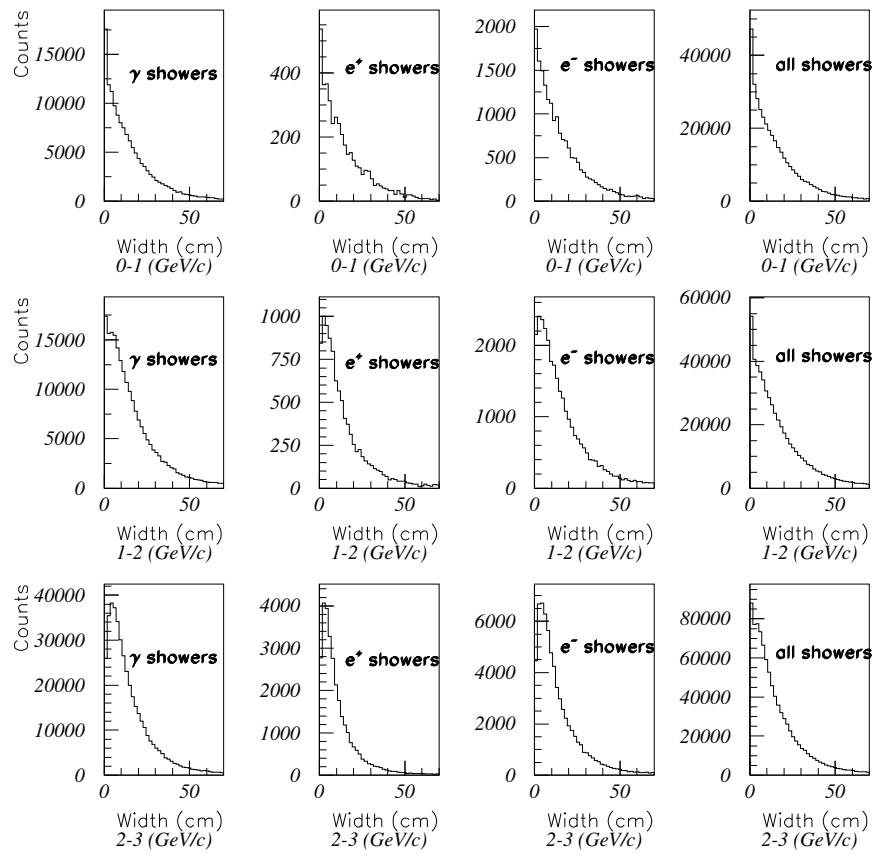 Counts
15000
10000
5000
0
γ showers
0
50
Width (cm)
0-1 (GeV/c)
400
200
0
e⁺ showers
0
50
Width (cm)
0-1 (GeV/c)
2000
1750
1500
1250
1000
750
500
250
0
e⁻ showers
0
50
Width (cm)
0-1 (GeV/c)
40000
20000
0
all showers
0
50
Width (cm)
0-1 (GeV/c)
Counts
15000
10000
5000
0
γ showers
0
50
Width (cm)
1-2 (GeV/c)
1000
750
500
250
0
e⁺ showers
0
50
Width (cm)
1-2 (GeV/c)
2000
1000
0
e⁻ showers
0
50
Width (cm)
1-2 (GeV/c)
60000
40000
20000
0
all showers
0
50
Width (cm)
1-2 (GeV/c)
Counts
40000
30000
20000
10000
0
γ showers
0
50
Width (cm)
2-3 (GeV/c)
4000
3000
2000
1000
0
e⁺ showers
0
50
Width (cm)
2-3 (GeV/c)
6000
4000
2000
0
e⁻ showers
0
50
Width (cm)
2-3 (GeV/c)
80000
60000
40000
20000
0
all showers
0
50
Width (cm)
2-3 (GeV/c)